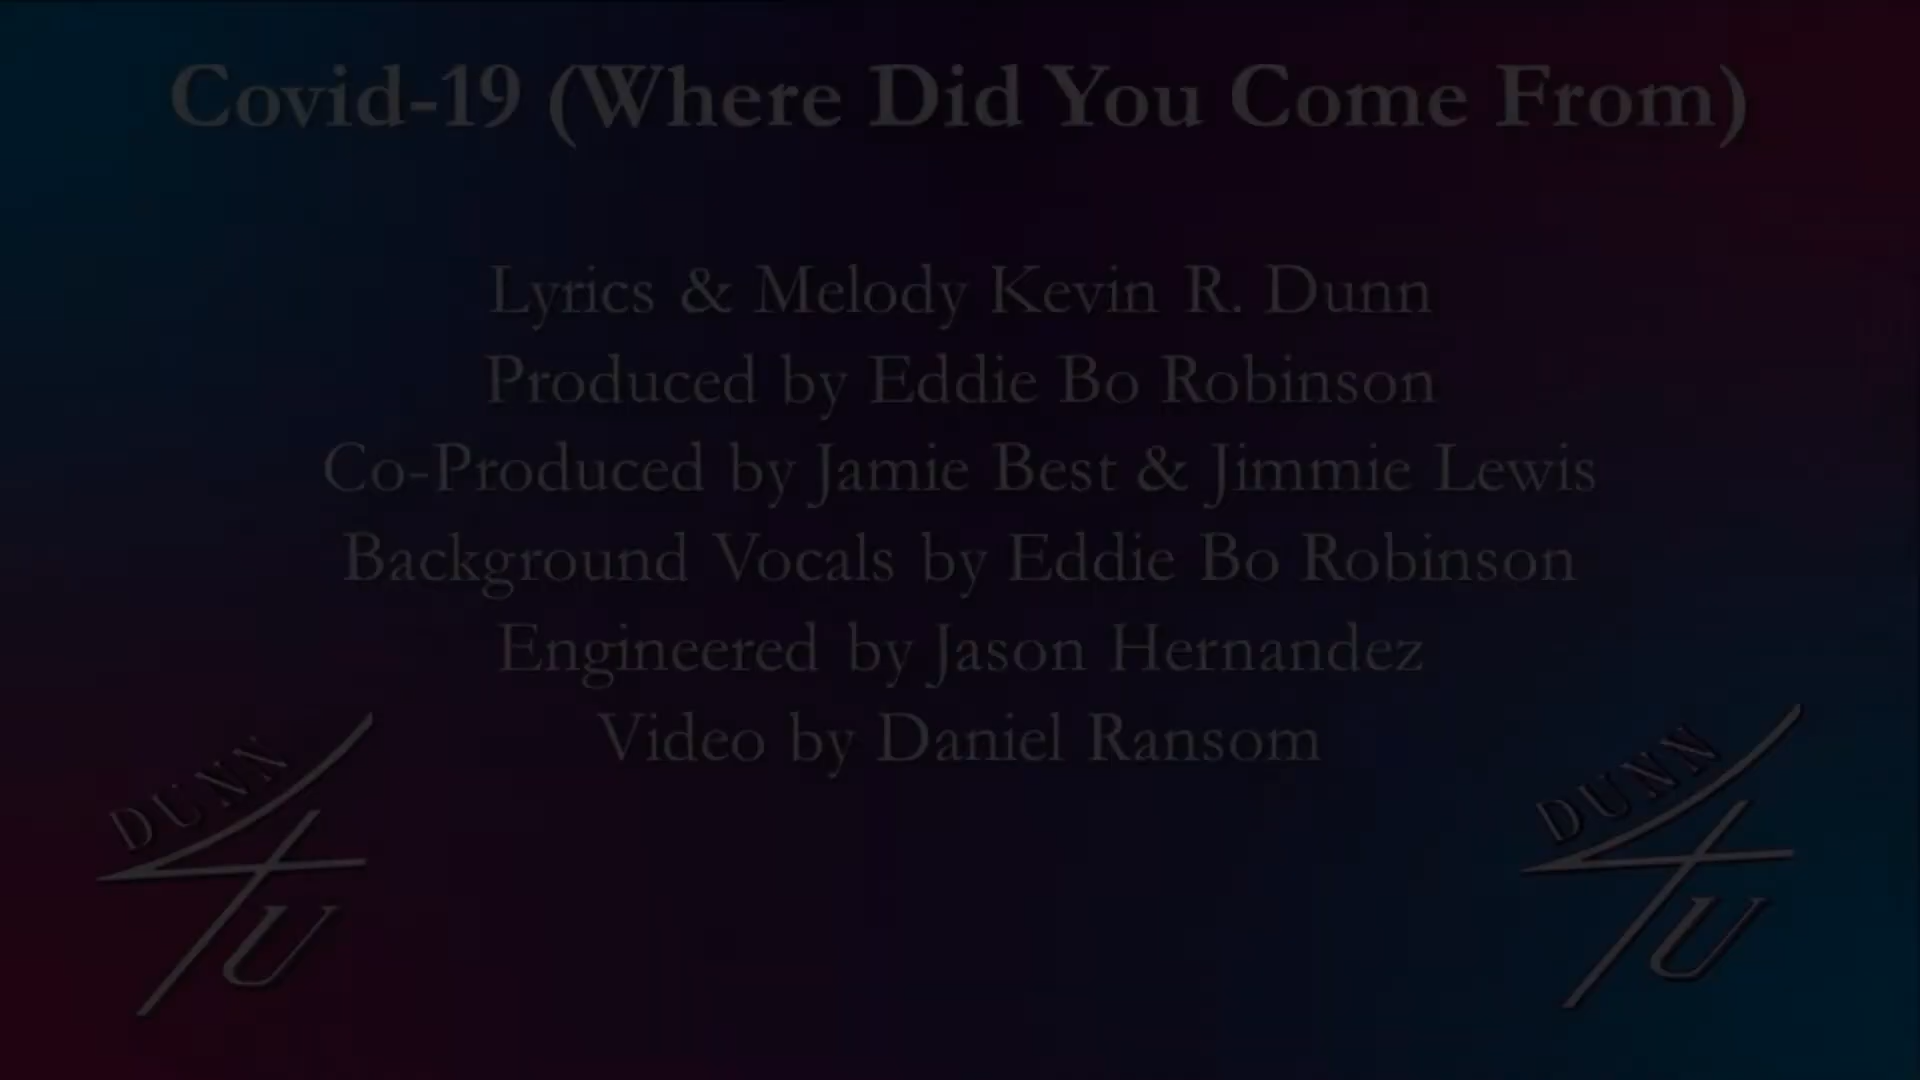 Covid-19 (Where Did You Come From)
Lyrics & Melody Kevin R. Dunn
Produced by Eddie Bo Robinson
Co-Produced by Jamie Best & Jimmie Lewis
Background Vocals by Eddie Bo Robinson
Engineered by Jason Hernandez
Video by Daniel Ransom
DUNN
4
U
DUNN
4
U